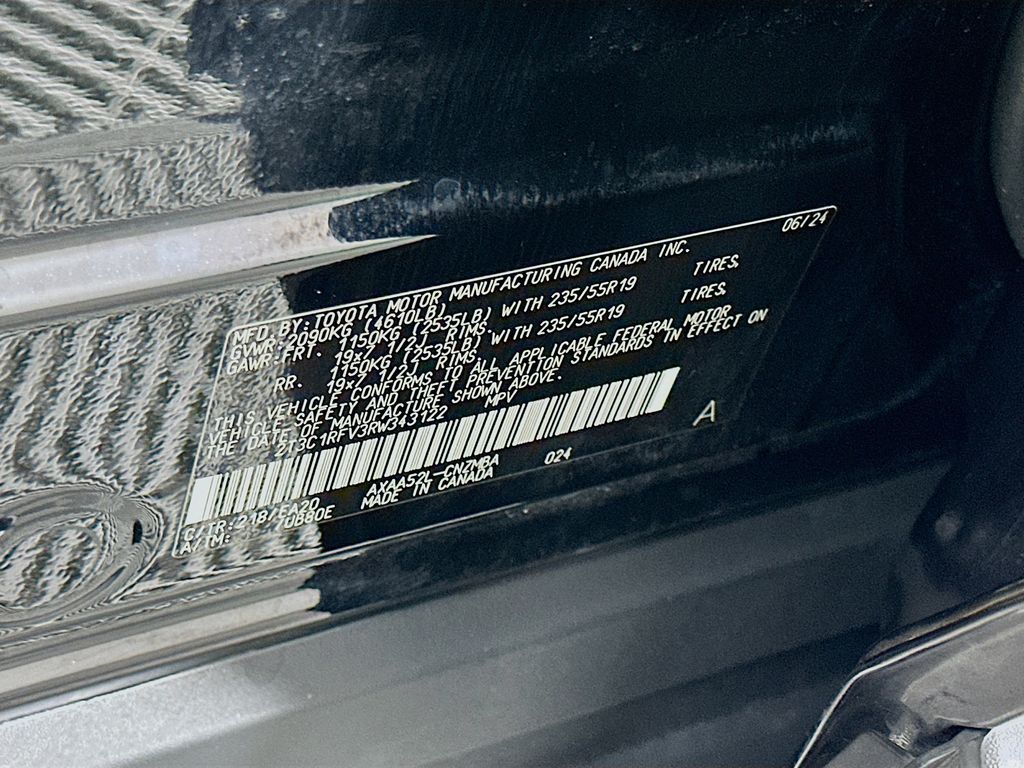 MFD. BY: TOYOTA MOTOR MANUFACTURING CANADA INC. 06/24
GVWR: 2090KG (4610LB)
GAWR: FRT. 1150KG (2535LB) WITH 235/55R19 TIRES,
19x7 1/2J RIMS.
RR. 1150KG (2535LB) WITH 235/55R19 TIRES,
19x7 1/2J RIMS.
THIS VEHICLE CONFORMS TO ALL APPLICABLE FEDERAL MOTOR
VEHICLE SAFETY AND THEFT PREVENTION STANDARDS IN EFFECT ON
THE DATE OF MANUFACTURE SHOWN ABOVE.
2T3C1RFV3RW343122 MPV
A
C/TR: 218/EA20 AXAA52L-CNZMBA 024
A/TM: UB80E MADE IN CANADA